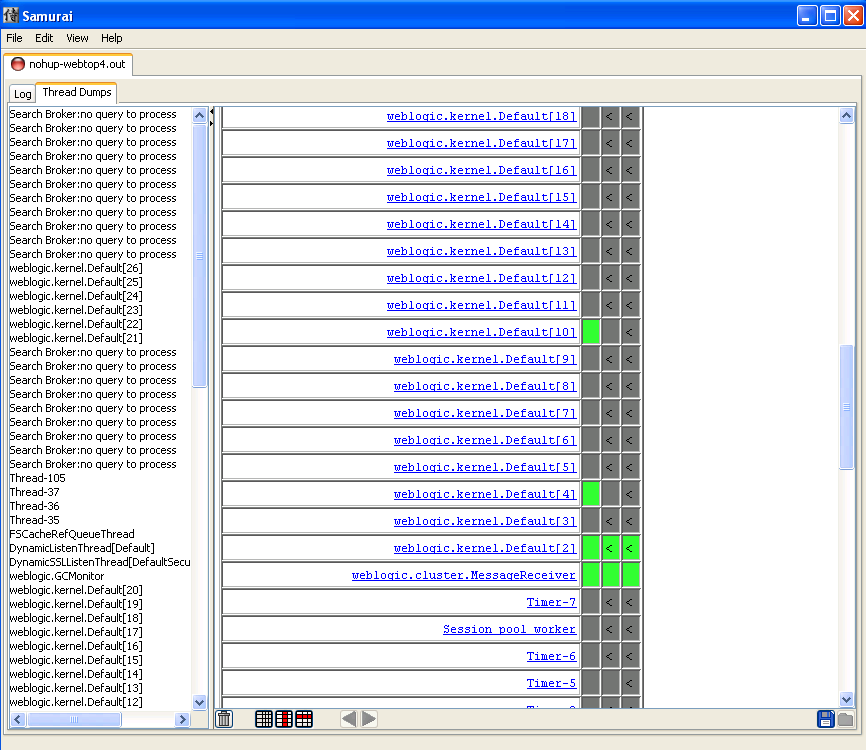 Samurai
File Edit View Help
nohup-webtop4.out
Log Thread Dumps
Search Broker:no query to process
Search Broker:no query to process
Search Broker:no query to process
Search Broker:no query to process
Search Broker:no query to process
Search Broker:no query to process
Search Broker:no query to process
Search Broker:no query to process
Search Broker:no query to process
Search Broker:no query to process
Search Broker:no query to process
weblogic.kernel.Default[26]
weblogic.kernel.Default[25]
weblogic.kernel.Default[24]
weblogic.kernel.Default[23]
weblogic.kernel.Default[22]
weblogic.kernel.Default[21]
Search Broker:no query to process
Search Broker:no query to process
Search Broker:no query to process
Search Broker:no query to process
Search Broker:no query to process
Search Broker:no query to process
Search Broker:no query to process
Search Broker:no query to process
Search Broker:no query to process
Thread-105
Thread-37
Thread-36
Thread-35
FSCacheRefQueueThread
DynamicListenThread[Default]
DynamicSSLListenThread[DefaultSecu
weblogic.GCMonitor
weblogic.kernel.Default[20]
weblogic.kernel.Default[19]
weblogic.kernel.Default[18]
weblogic.kernel.Default[17]
weblogic.kernel.Default[16]
weblogic.kernel.Default[15]
weblogic.kernel.Default[14]
weblogic.kernel.Default[13]
weblogic.kernel.Default[12]
weblogic.kernel.Default[18] < <
weblogic.kernel.Default[17] < <
weblogic.kernel.Default[16] < <
weblogic.kernel.Default[15] < <
weblogic.kernel.Default[14] < <
weblogic.kernel.Default[13] < <
weblogic.kernel.Default[12] < <
weblogic.kernel.Default[11] < <
weblogic.kernel.Default[10] <
weblogic.kernel.Default[9] < <
weblogic.kernel.Default[8] < <
weblogic.kernel.Default[7] < <
weblogic.kernel.Default[6] < <
weblogic.kernel.Default[5] < <
weblogic.kernel.Default[4] <
weblogic.kernel.Default[3] < <
weblogic.kernel.Default[2] < <
weblogic.cluster.MessageReceiver
Timer-7 < <
Session pool worker < <
Timer-6 < <
Timer-5 <